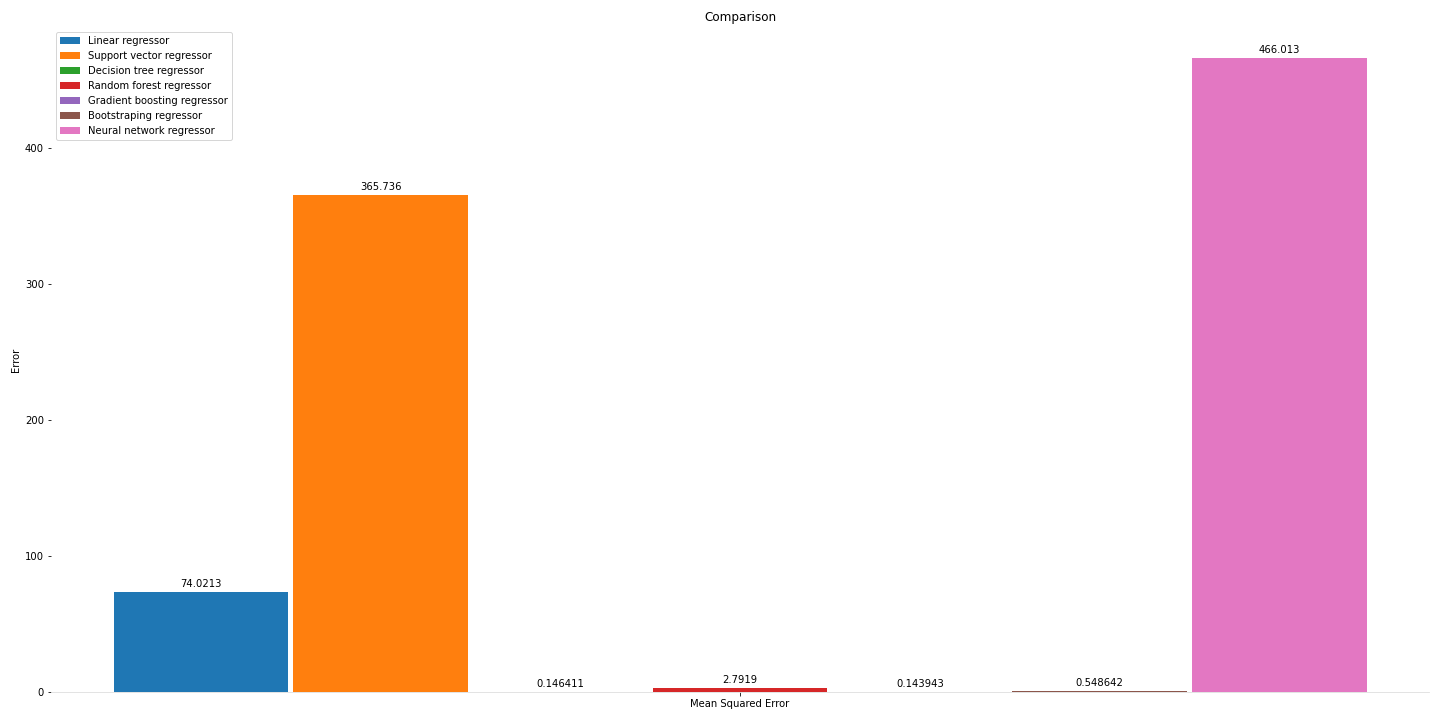 Comparison
Linear regressor
Support vector regressor
Decision tree regressor
Random forest regressor
Gradient boosting regressor
Bootstraping regressor
Neural network regressor
466.013
400
365.736
300
Error
200
100
74.0213
0.146411
2.7919
0.143943
0.548642
0
Mean Squared Error